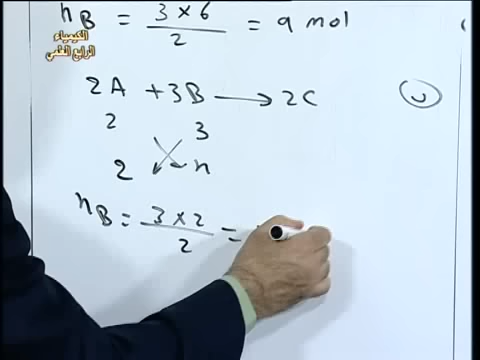 nB = 3 × 6 / 2 = 9 mol
الكيمياء
الرابع العلمي
2A + 3B → 2C
2 3
2 n
nB = 3 × 2 / 2 =